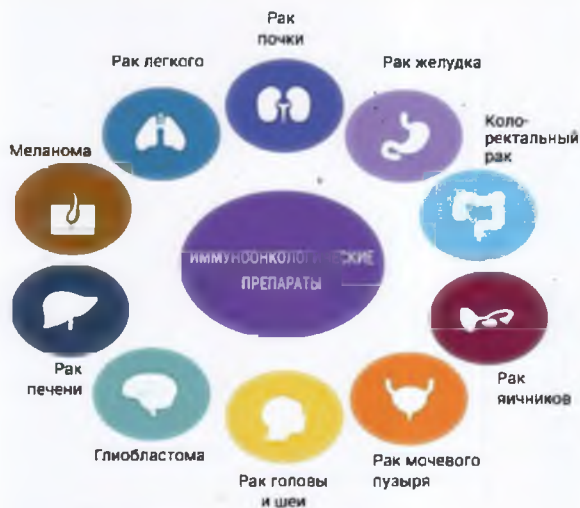 Рак
почки
Рак легкого
Рак желудка
Коло-
ректальный
рак
Меланома
ИММУНООНКОЛОГИЧЕСКИЕ
ПРЕПАРАТЫ
Рак
печени
Рак
яичников
Глиобластома
Рак мочевого
пузыря
Рак головы
и шеи